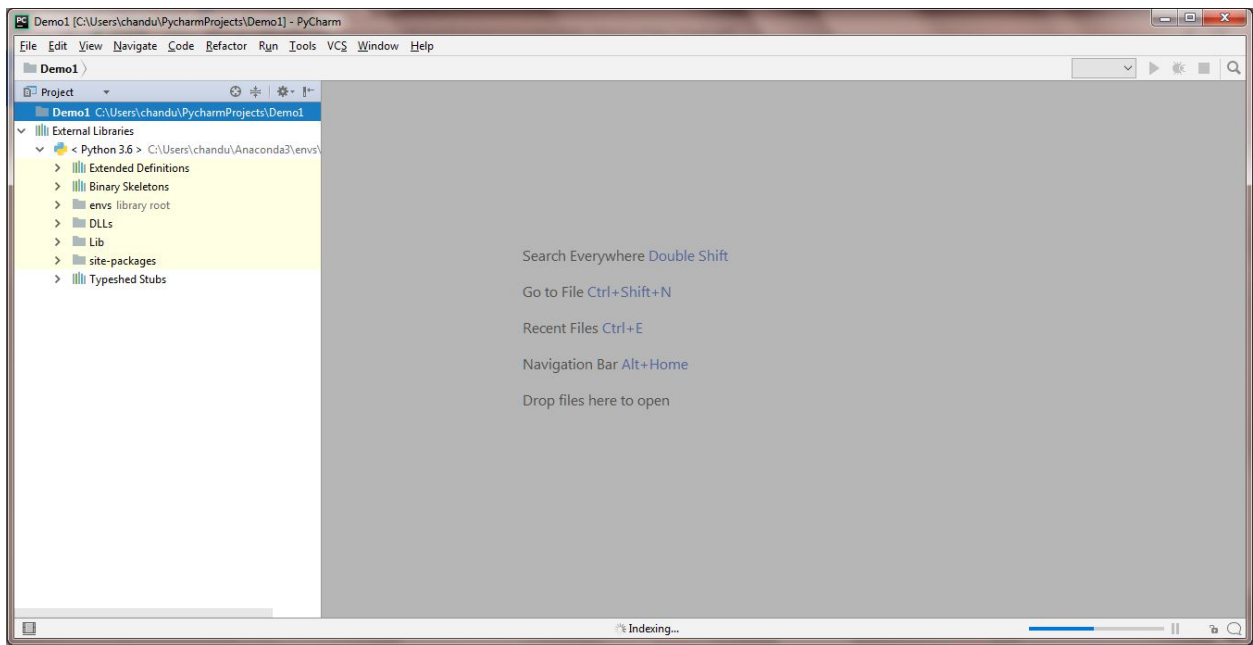 PC Demo1 [C:\Users\chandu\PycharmProjects\Demo1] - PyCharm
File Edit View Navigate Code Refactor Run Tools VCS Window Help
Demo1
Project
Demo1 C:\Users\chandu\PycharmProjects\Demo1
External Libraries
< Python 3.6 > C:\Users\chandu\Anaconda3\envs\
Extended Definitions
Binary Skeletons
envs library root
DLLs
Lib
site-packages
Typeshed Stubs
Search Everywhere Double Shift
Go to File Ctrl+Shift+N
Recent Files Ctrl+E
Navigation Bar Alt+Home
Drop files here to open
Indexing...